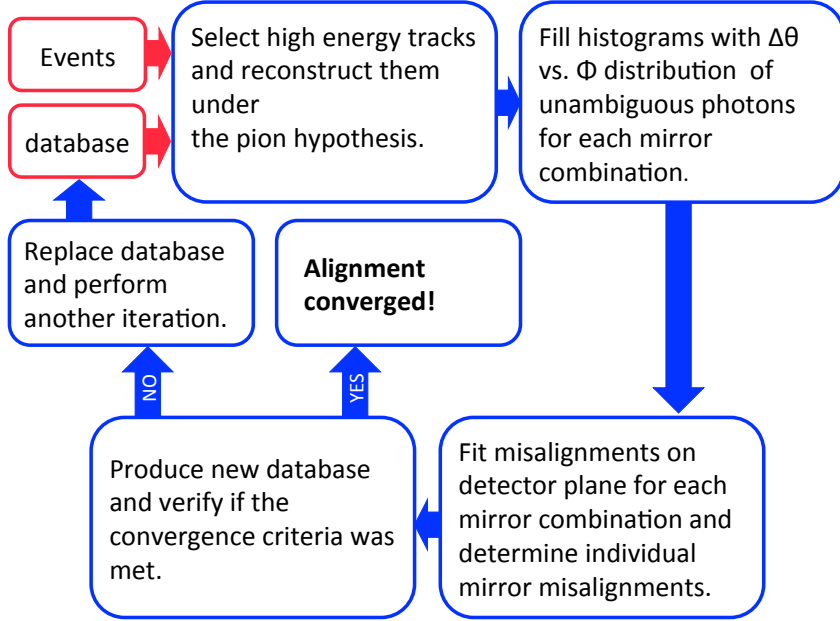 Events
database
Select high energy tracks
and reconstruct them
under
the pion hypothesis.
Fill histograms with Δθ
vs. Φ distribution of
unambiguous photons
for each mirror
combination.
Replace database
and perform
another iteration.
Alignment
converged!
NO
YES
Produce new database
and verify if the
convergence criteria was
met.
Fit misalignments on
detector plane for each
mirror combination and
determine individual
mirror misalignments.